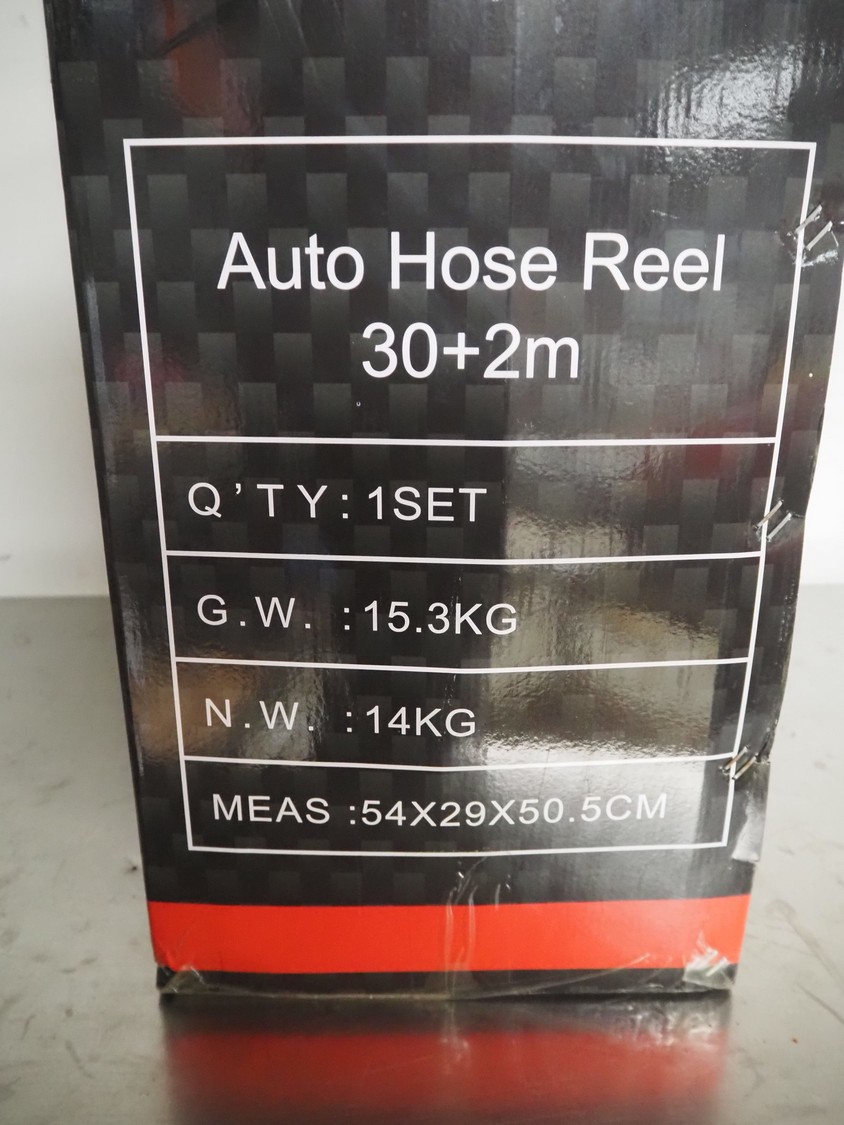 Auto Hose Reel
30+2m
Q'TY: 1SET
G.W. :15.3KG
N.W. :14KG
MEAS :54X29X50.5CM